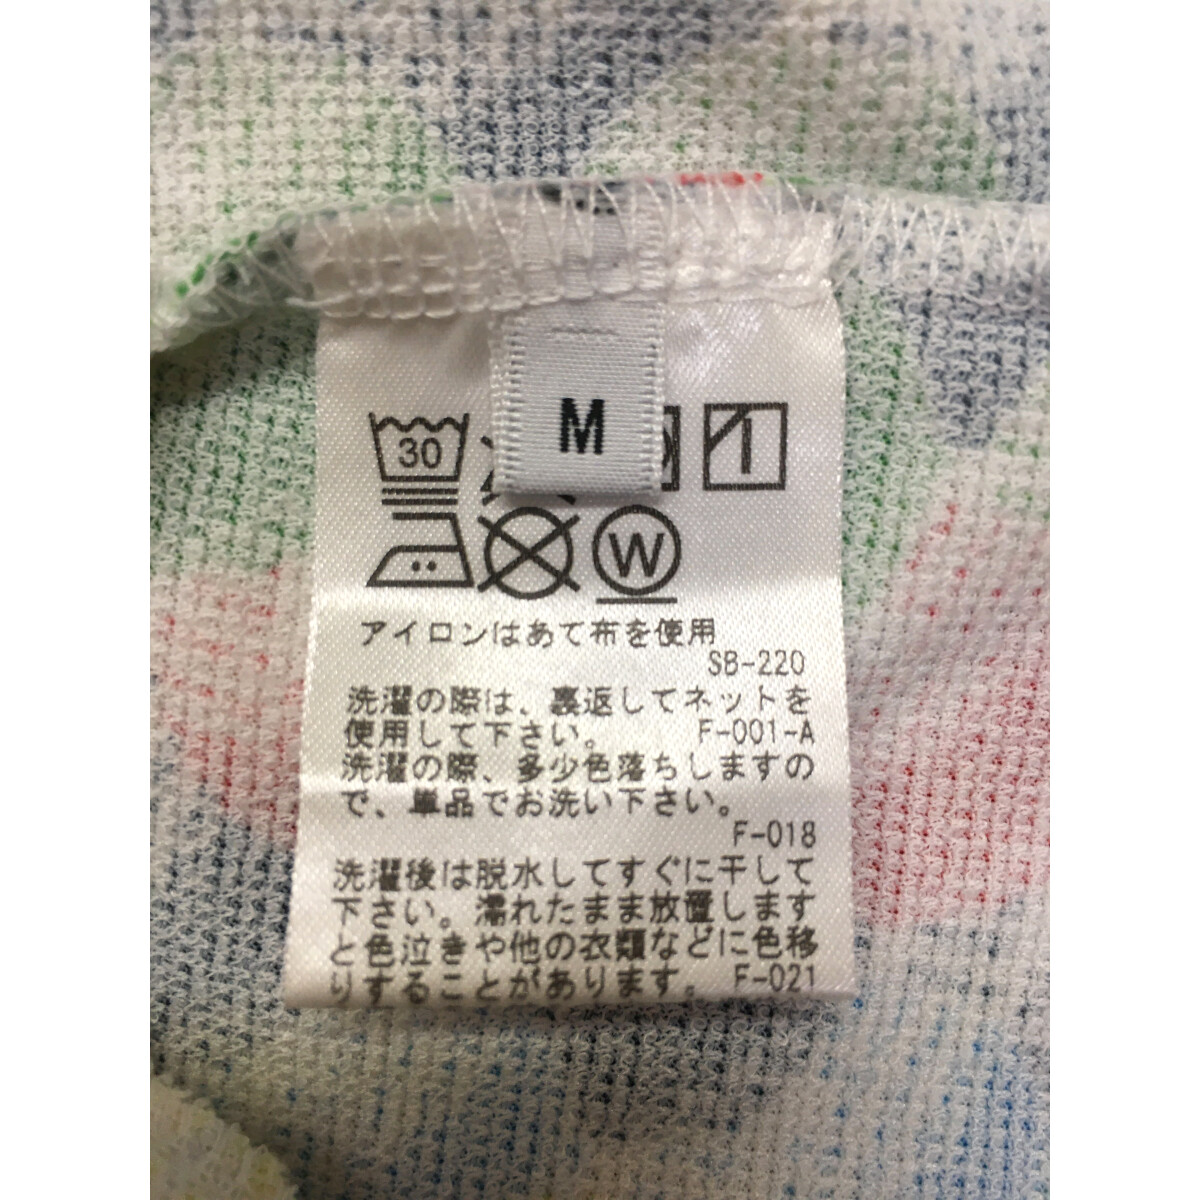 M
30
W
アイロンはあて布を使用
SB-220
洗濯の際は、裏返してネットを
使用して下さい。 F-001-A
洗濯の際、多少色落ちしますの
で、単品でお洗い下さい。
F-018
洗濯後は脱水してすぐに干して
下さい。濡れたまま放置します
と色泣きや他の衣類などに色移
りすることがあります。 F-021